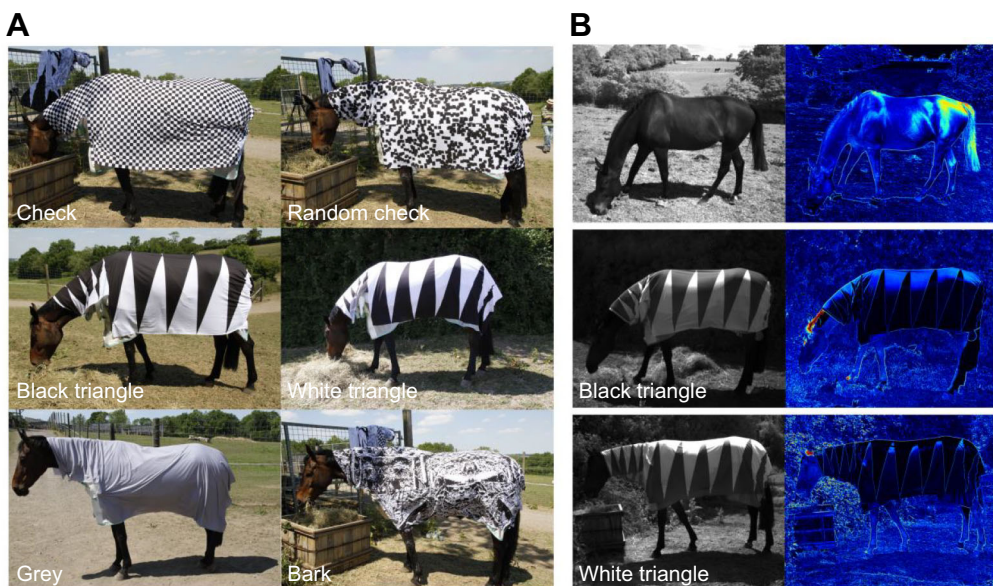 A
B
Check
Random check
Black triangle
White triangle
Grey
Bark
Black triangle
White triangle